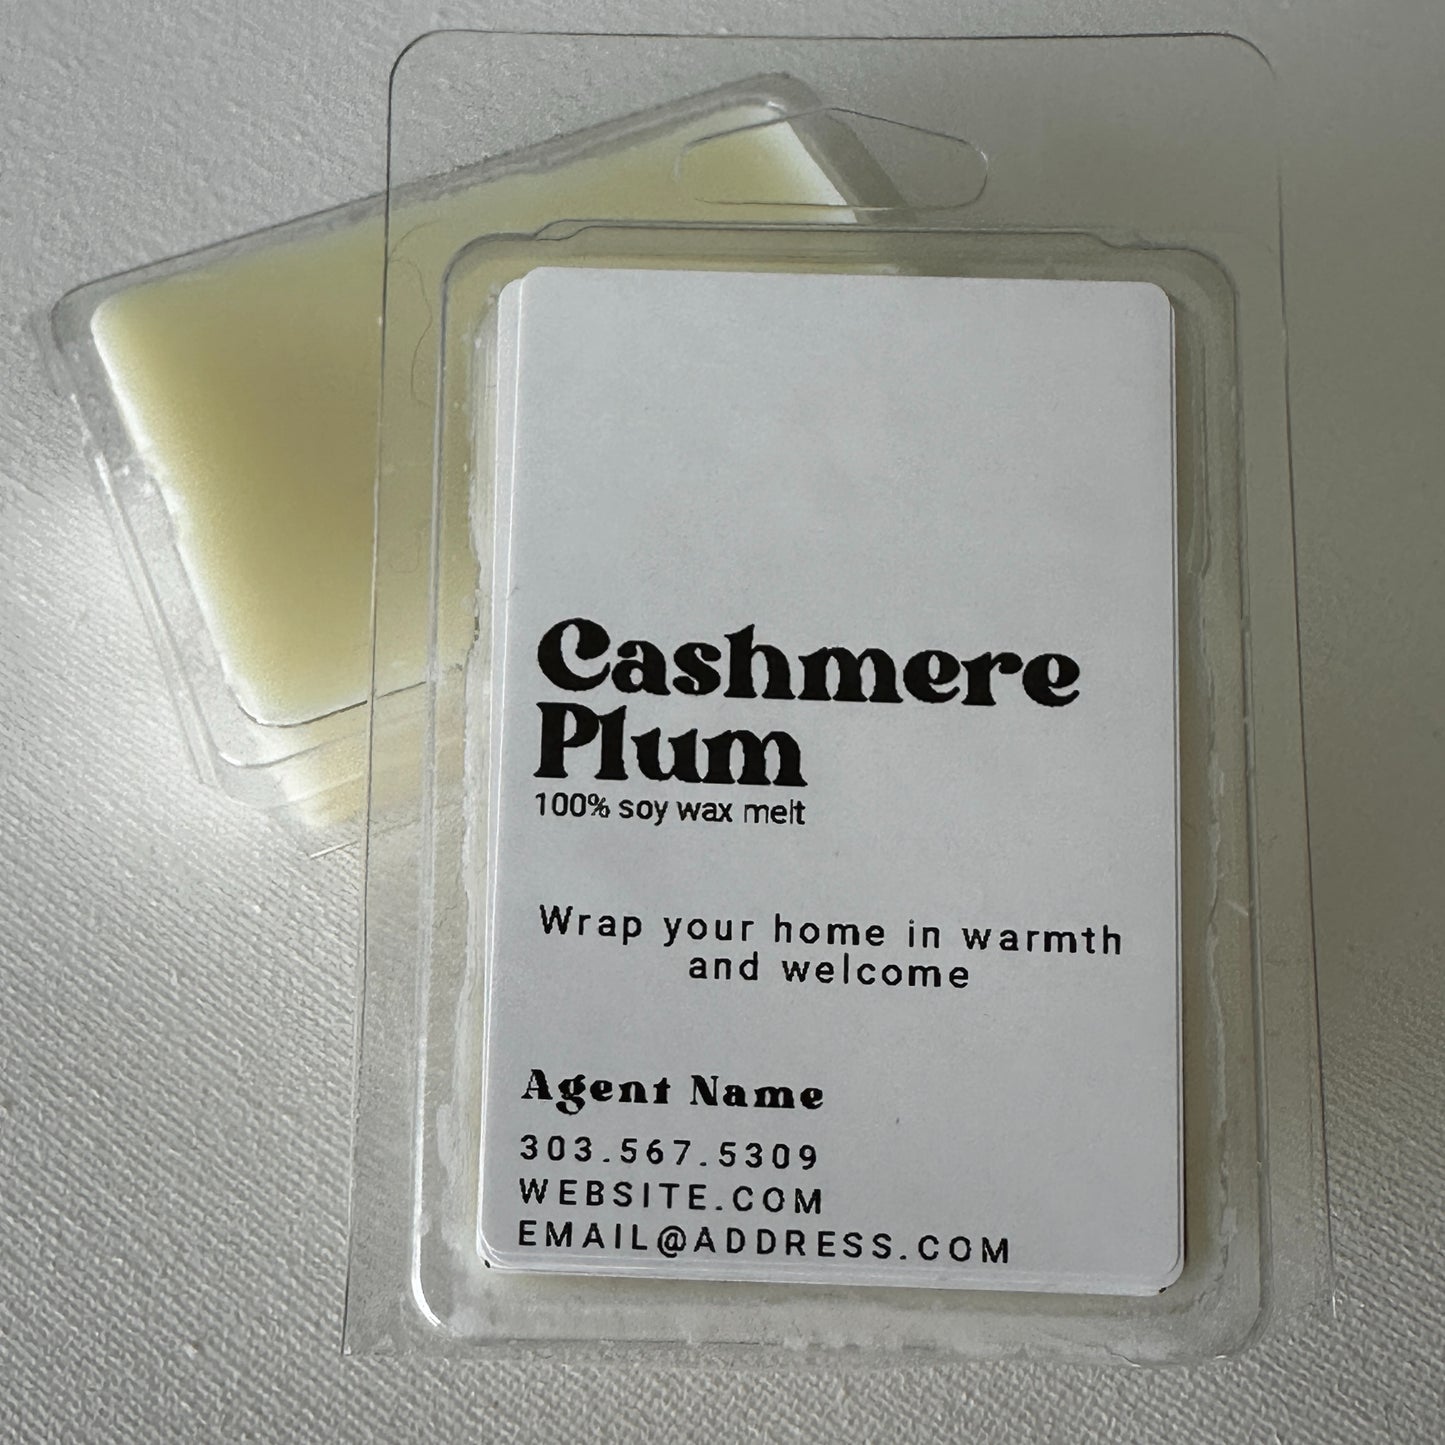 Cashmere
Plum
100% soy wax melt
Wrap your home in warmth
and welcome
Agent Name
303.567.5309
WEBSITE.COM
EMAIL@ADDRESS.COM